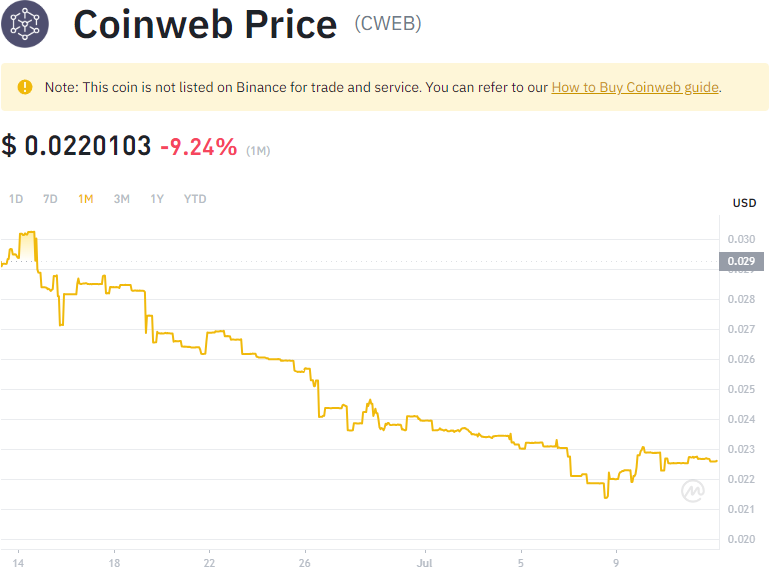 Coinweb Price (CWEB)
Note: This coin is not listed on Binance for trade and service. You can refer to our How to Buy Coinweb guide.
$ 0.0220103 -9.24% (1M)
1D 7D 1M 3M 1Y YTD
USD
0.030
0.029
0.029
0.028
0.027
0.026
0.025
0.024
0.023
0.022
0.021
0.020
14 18 22 26 Jul 5 9